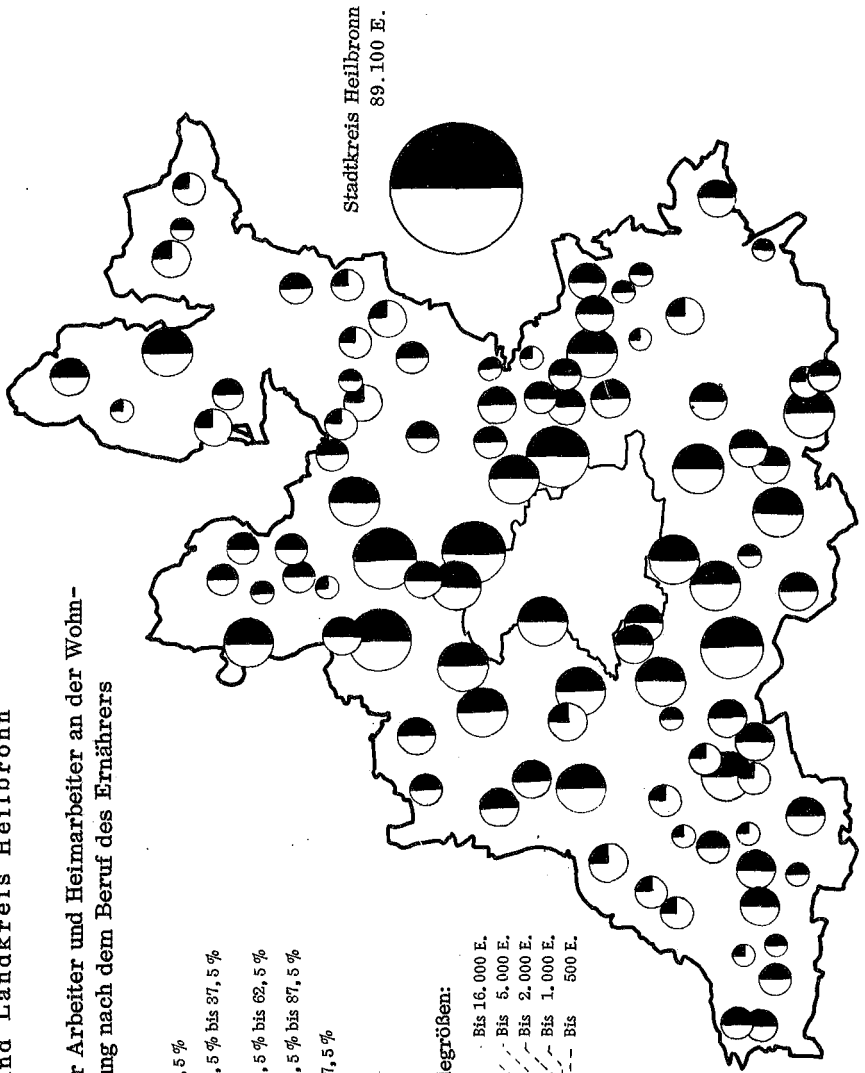 nd Landkreis Heilbronn
r Arbeiter und Heimarbeiter an der Wohn-
ung nach dem Beruf des Ernährers
,5 %
,5 % bis 37,5 %
,5 % bis 62,5 %
,5 % bis 87,5 %
7,5 %
egrößen:
Bis 16.000 E.
Bis 5.000 E.
Bis 2.000 E.
Bis 1.000 E.
Bis 500 E.
Stadtkreis Heilbronn
89.100 E.